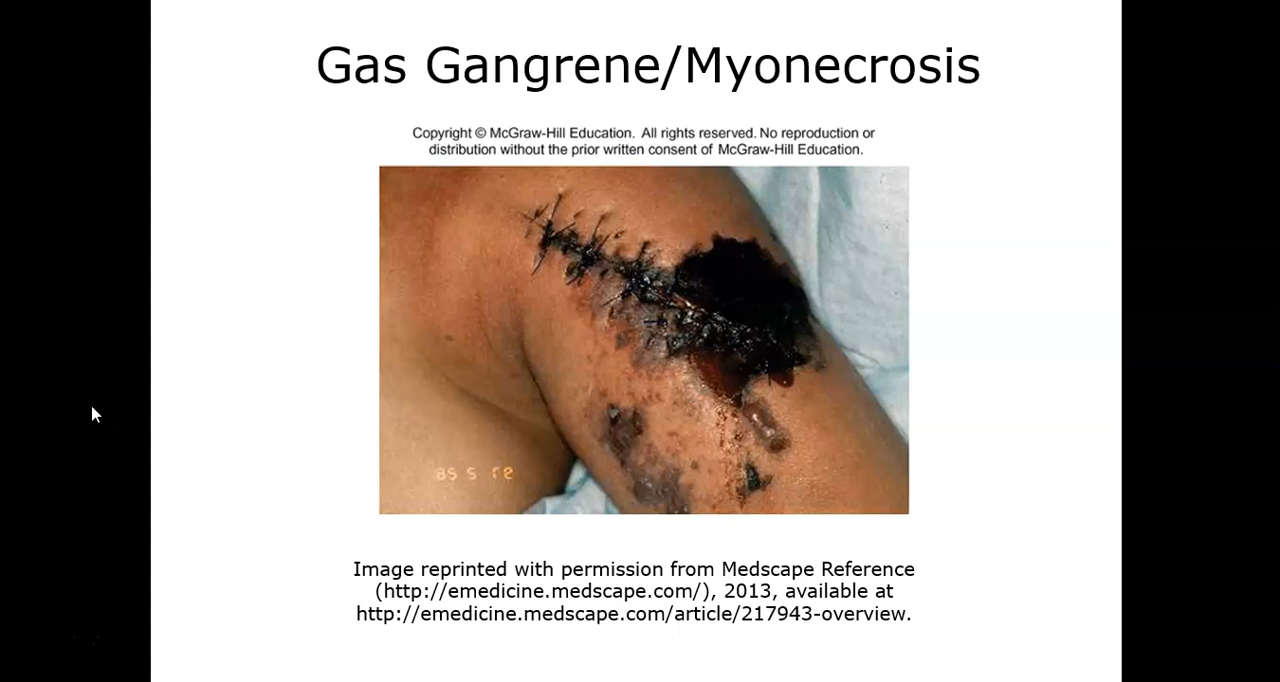 Gas Gangrene/Myonecrosis
Copyright © McGraw-Hill Education. All rights reserved. No reproduction or
distribution without the prior written consent of McGraw-Hill Education.
Image reprinted with permission from Medscape Reference
(http://emedicine.medscape.com/), 2013, available at
http://emedicine.medscape.com/article/217943-overview.